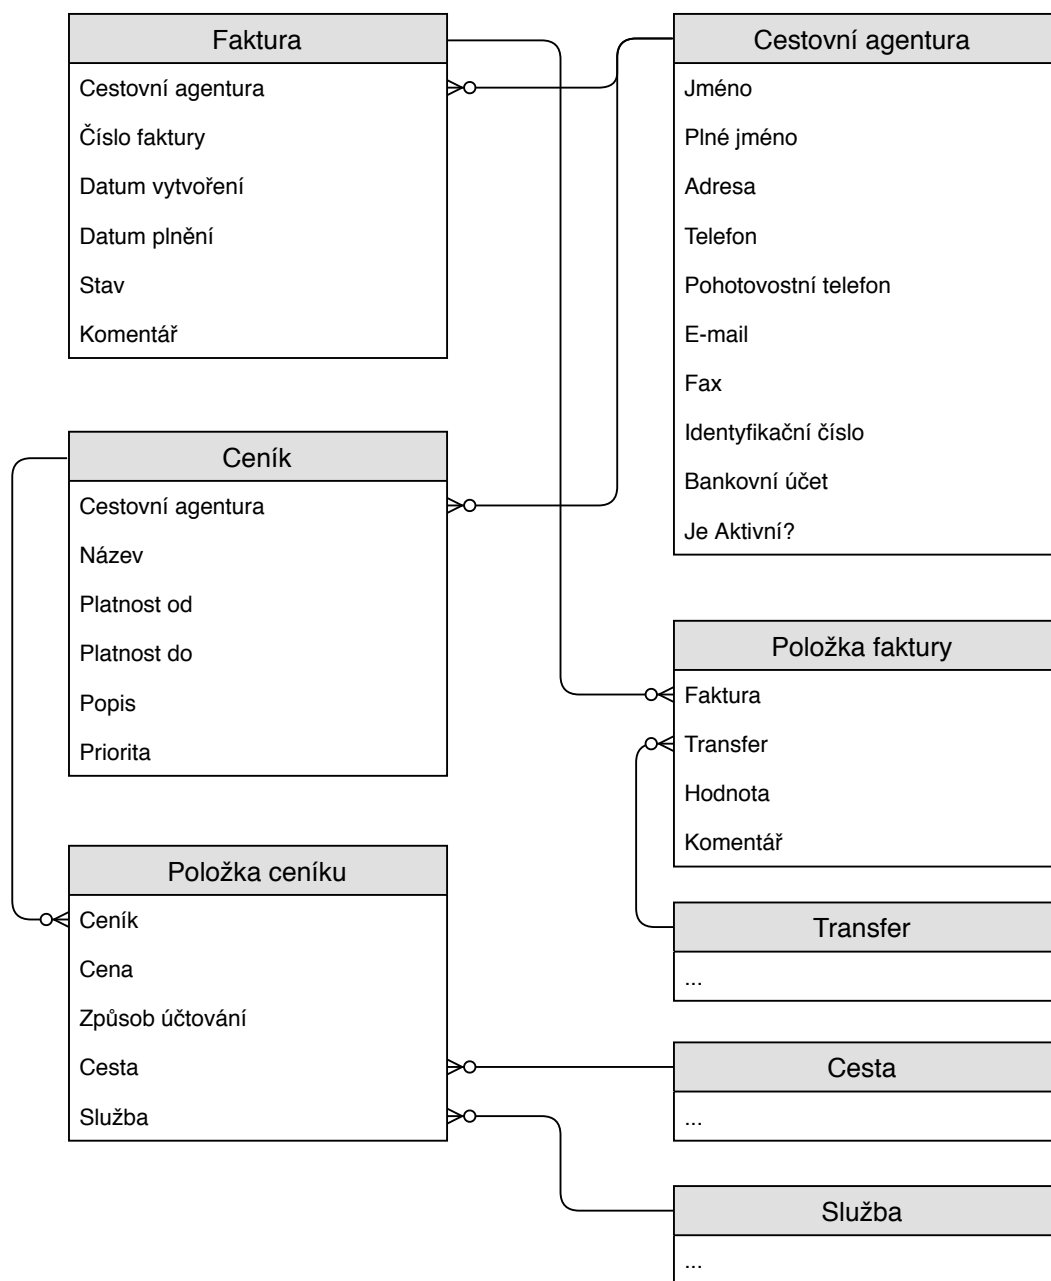 Faktura
Cestovní agentura
Číslo faktury
Datum vytvoření
Datum plnění
Stav
Komentář
Cestovní agentura
Jméno
Plné jméno
Adresa
Telefon
Pohotovostní telefon
E-mail
Fax
Identyfikační číslo
Bankovní účet
Je Aktivní?
Ceník
Cestovní agentura
Název
Platnost od
Platnost do
Popis
Priorita
Položka faktury
Faktura
Transfer
Hodnota
Komentář
Položka ceníku
Ceník
Cena
Způsob účtování
Cesta
Služba
Transfer
...
Cesta
...
Služba
...